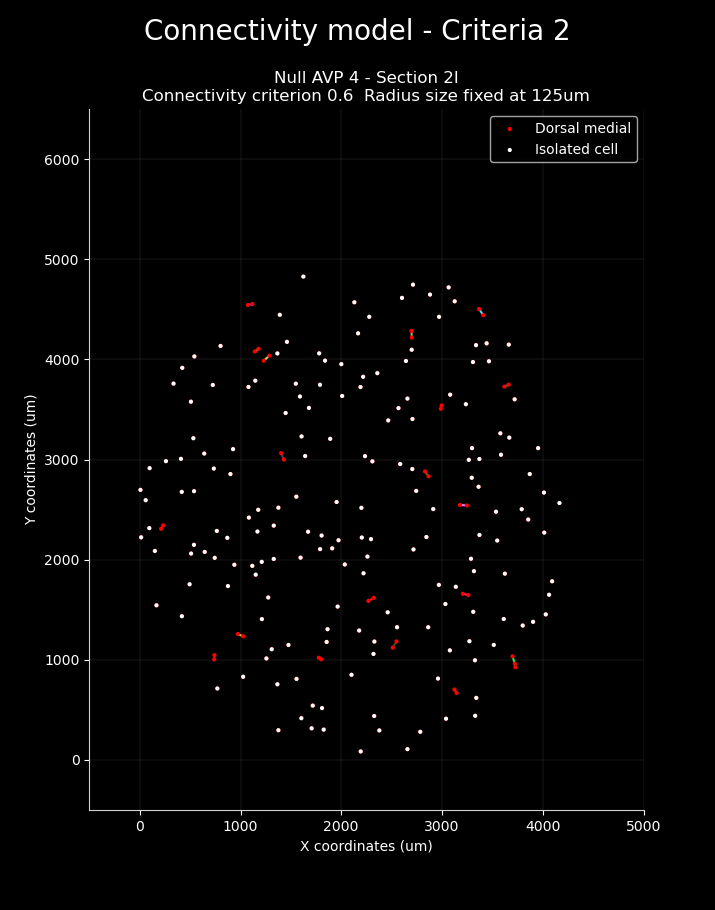 Connectivity model - Criteria 2
Null AVP 4 - Section 2l
Connectivity criterion 0.6  Radius size fixed at 125um
Dorsal medial
Isolated cell
6000
5000
4000
3000
2000
1000
0
Y coordinates (um)
0 1000 2000 3000 4000 5000
X coordinates (um)